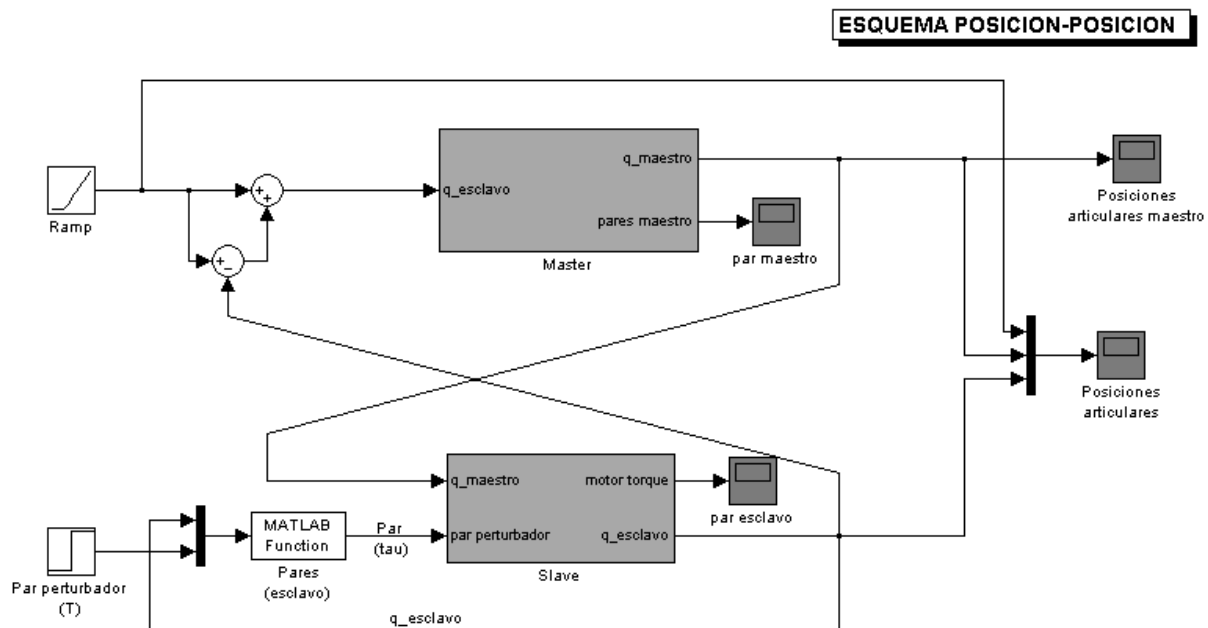 ESQUEMA POSICION-POSICION
Ramp
q_esclavo
q_maestro
pares maestro
Master
par maestro
Posiciones
articulares maestro
Posiciones
articulares
q_maestro
par perturbador
motor torque
q_esclavo
Slave
par esclavo
Par perturbador
(T)
MATLAB
Function
Pares
(esclavo)
Par
(tau)
q_esclavo